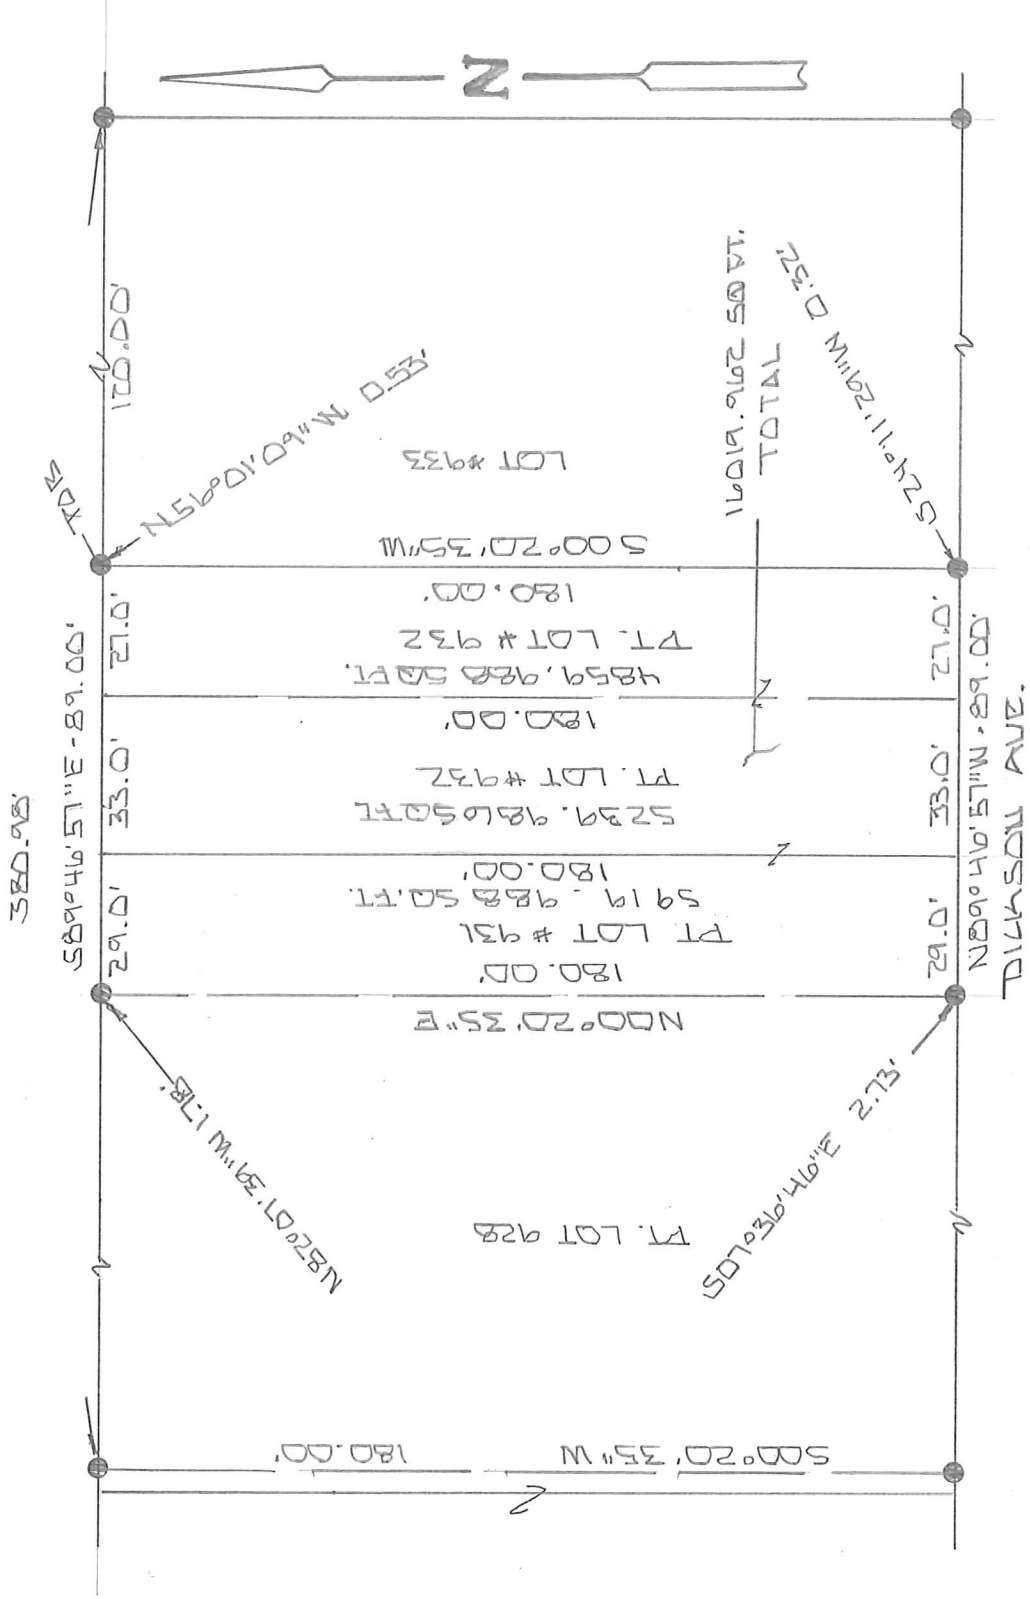 N
380.98'
S89°46'57"E - 89.00'
29.0'
33.0'
27.0'
120.00'
N56°01'09"W 0.53'
LOT #933
S00°20'35"W
180.00'
PT. LOT # 932
4859.988 SQ FT.
180.00'
PT. LOT #932
5239.986 SQ FT
180.00'
5919.988 SQ.FT.
PT LOT # 931
180.00'
N00°20'35"E
N82°07'39"W 1.78'
PT. LOT 928
S07°36'46"E 2.73'
S00°20'35"W 180.00'
16019.962 SQ FT.
TOTAL
S24°11'29"W 0.32'
29.0'
33.0'
27.0'
N89°46'57"W - 89.00'
DICKSON AVE.